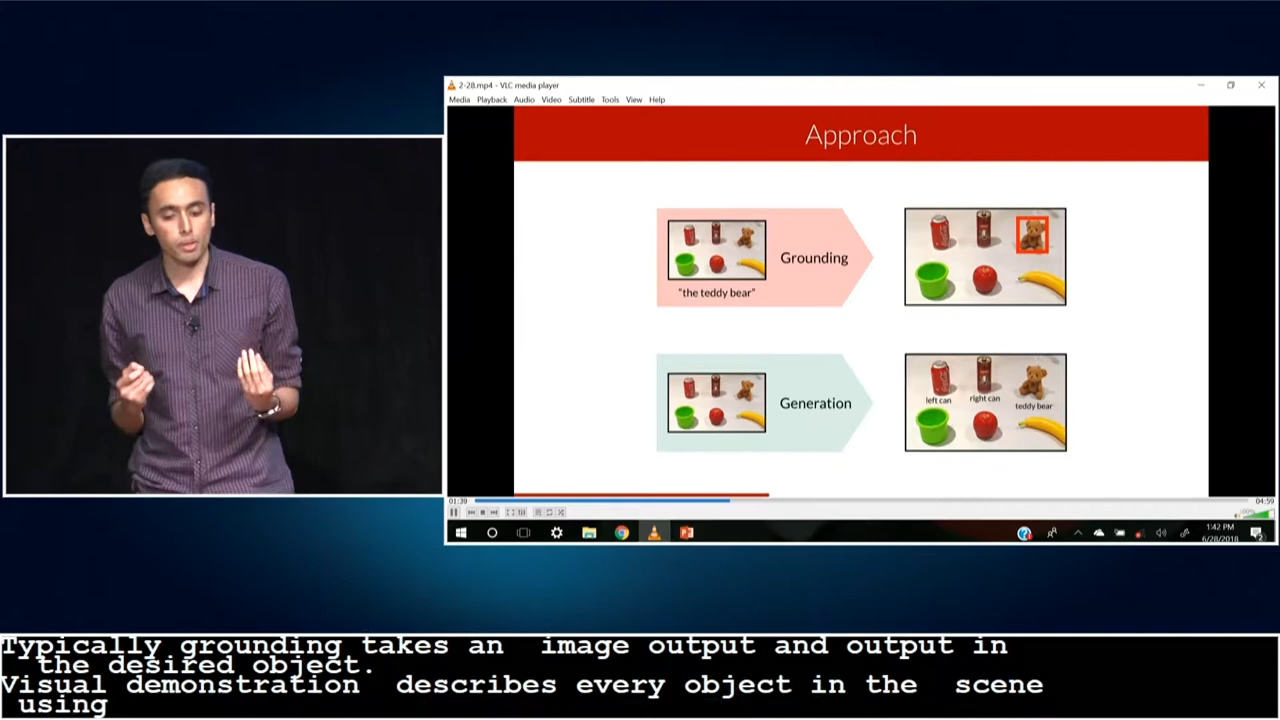 2-28.mp4 - VLC media player
Media Playback Audio Video Subtitle Tools View Help
Approach
Grounding
"the teddy bear"
Generation
left can
right can
teddy bear
01:39
04:59
100%
1:42 PM
6/28/2018
Typically grounding takes an image output and output in
the desired object.
Visual demonstration describes every object in the scene
using